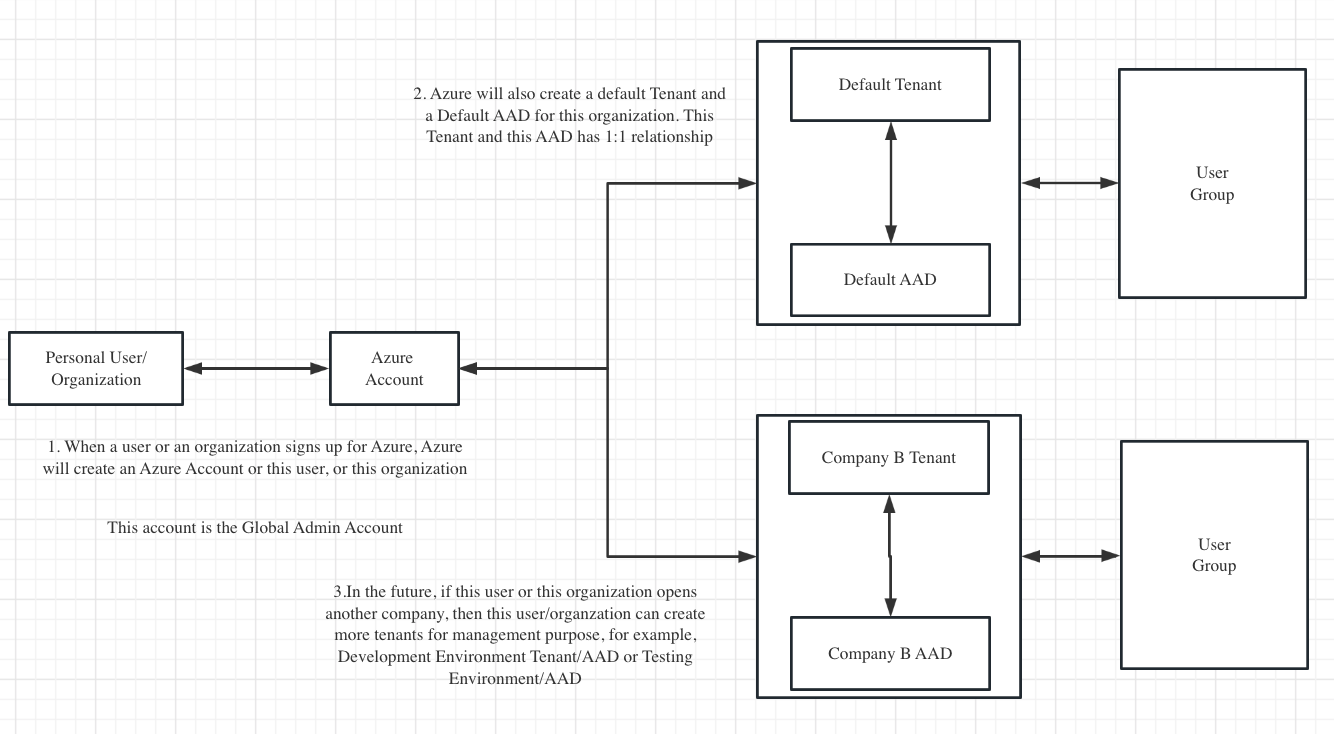 2. Azure will also create a default Tenant and
a Default AAD for this organization. This
Tenant and this AAD has 1:1 relationship
Default Tenant
Default AAD
User
Group
Personal User/
Organization
Azure
Account
1. When a user or an organization signs up for Azure, Azure
will create an Azure Account or this user, or this organization
This account is the Global Admin Account
3.In the future, if this user or this organization opens
another company, then this user/organzation can create
more tenants for management purpose, for example,
Development Environment Tenant/AAD or Testing
Environment/AAD
Company B Tenant
Company B AAD
User
Group